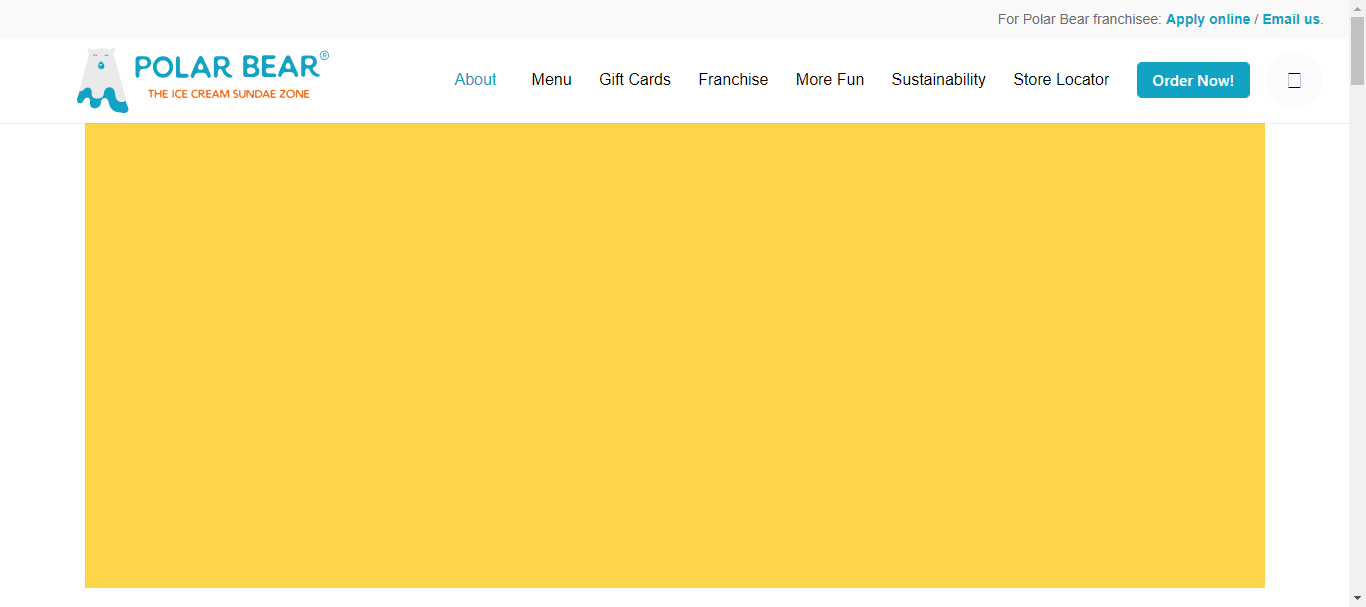 For Polar Bear franchisee: Apply online / Email us.
POLAR BEAR®
THE ICE CREAM SUNDAE ZONE
About Menu Gift Cards Franchise More Fun Sustainability Store Locator Order Now!